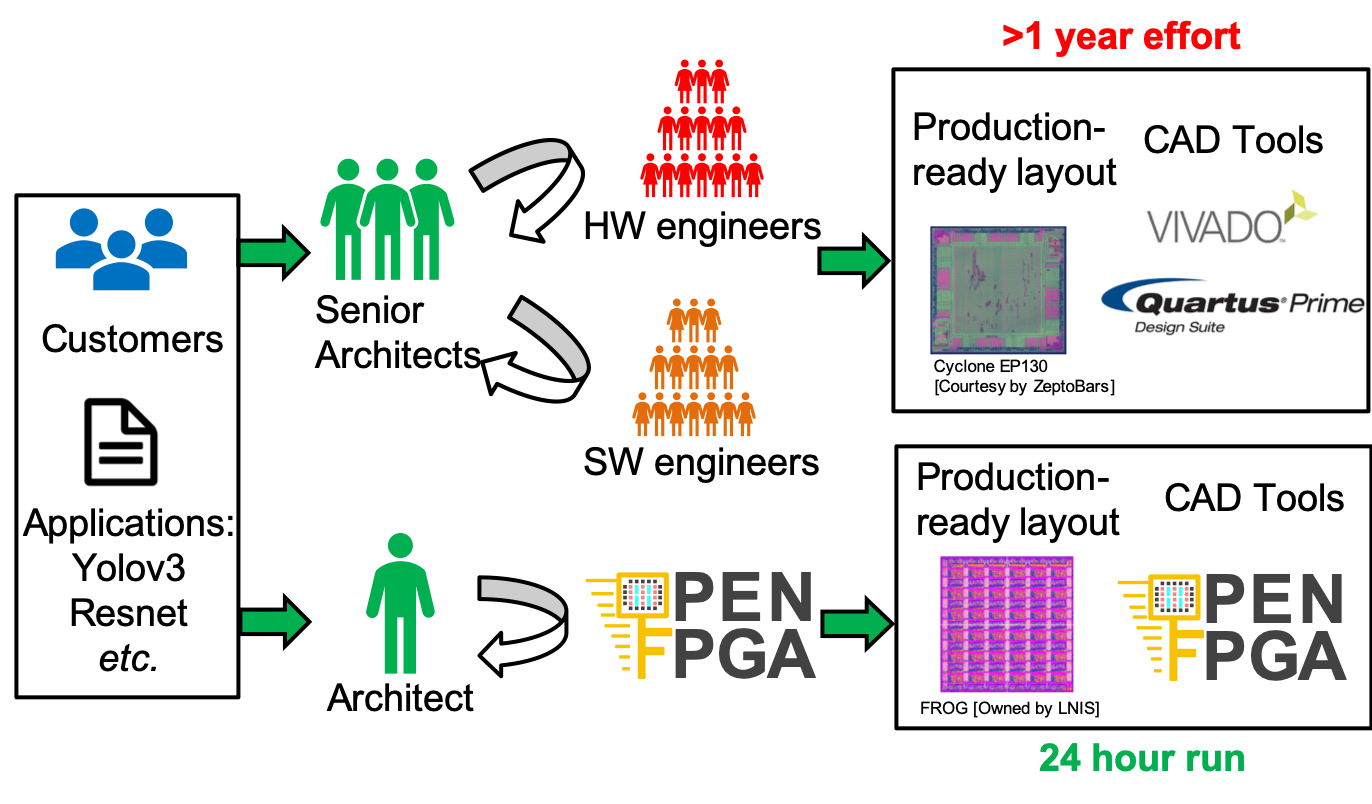 >1 year effort
Customers
Applications:
Yolov3
Resnet
etc.
Senior
Architects
HW engineers
SW engineers
Production-
ready layout
CAD Tools
VIVADO™
Quartus® Prime
Design Suite
Cyclone EP130
[Courtesy by ZeptoBars]
Architect
OPEN
FPGA
Production-
ready layout
CAD Tools
FROG [Owned by LNIS]
OPEN
FPGA
24 hour run